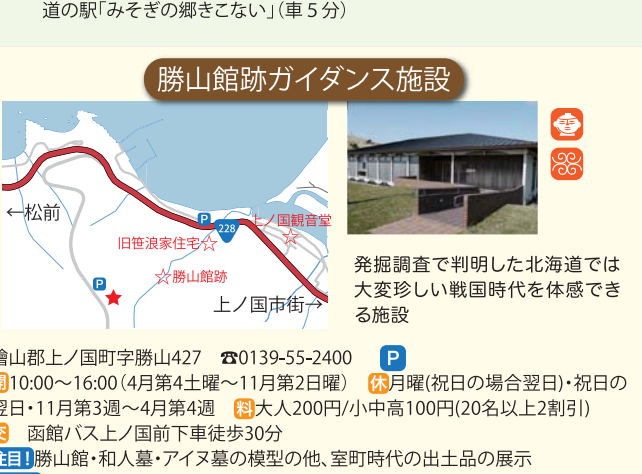 道の駅「みそぎの郷きこない」（車５分）
勝山館跡ガイダンス施設
←松前
P
228
上ノ国観音堂
旧笹浪家住宅☆
☆勝山館跡
P
上ノ国市街→
発掘調査で判明した北海道では
大変珍しい戦国時代を体感でき
る施設
檜山郡上ノ国町字勝山427　☎0139-55-2400　P
開10:00～16:00（4月第4土曜～11月第2日曜）　休月曜(祝日の場合翌日)・祝日の
翌日・11月第3週～4月第4週　料大人200円/小中高100円(20名以上2割引)
交　函館バス上ノ国前下車徒歩30分
注目！勝山館・和人墓・アイヌ墓の模型の他、室町時代の出土品の展示